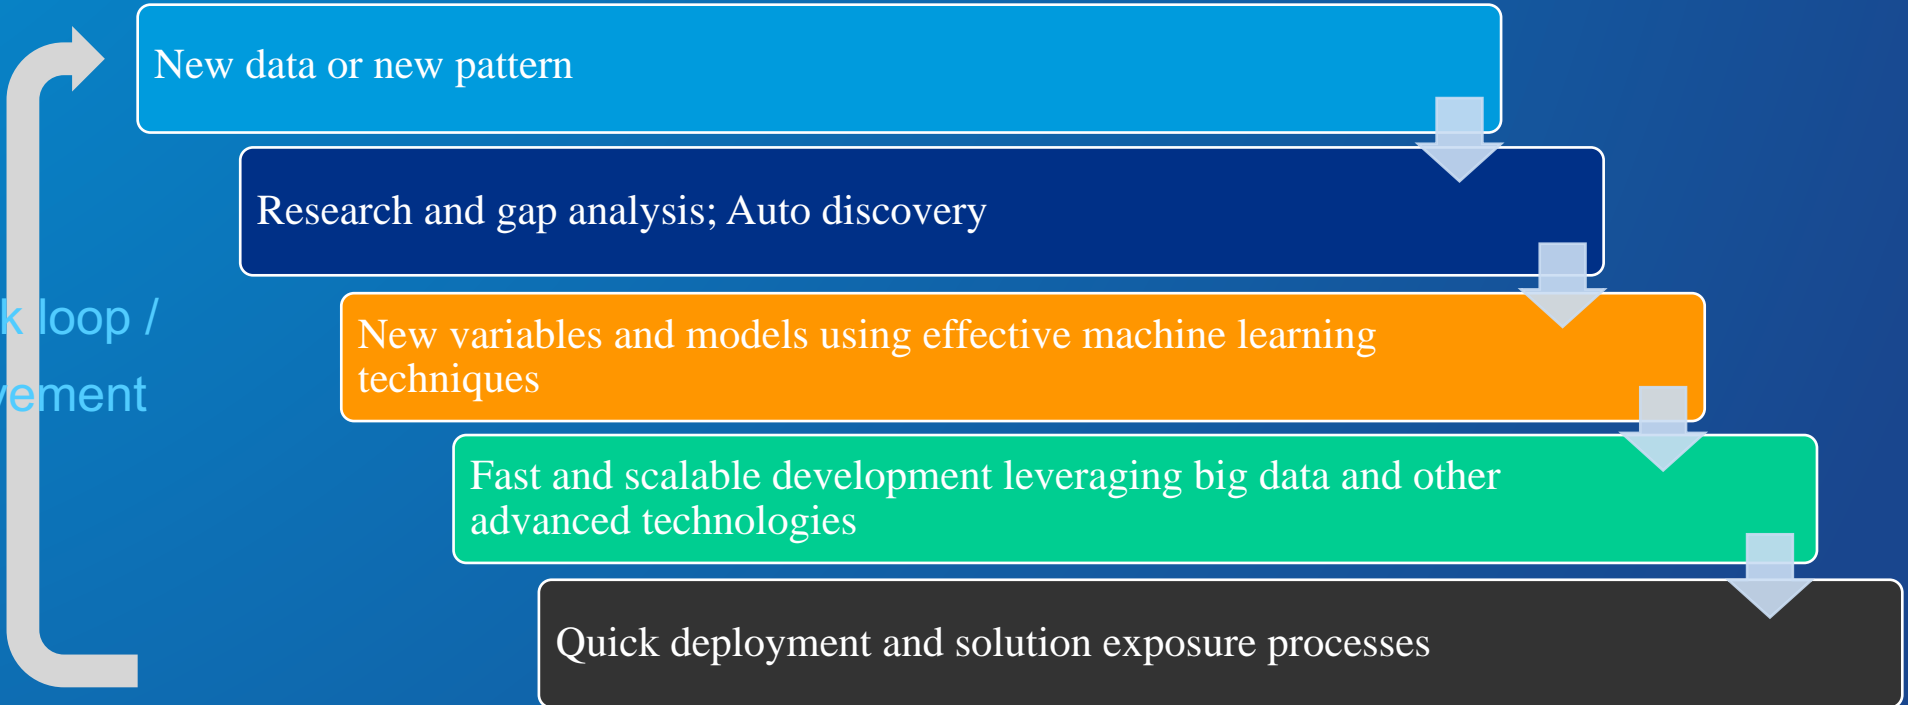 New data or new pattern
Research and gap analysis; Auto discovery
k loop /
New variables and models using effective machine learning
techniques
vement
Fast and scalable development leveraging big data and other
advanced technologies
Quick deployment and solution exposure processes